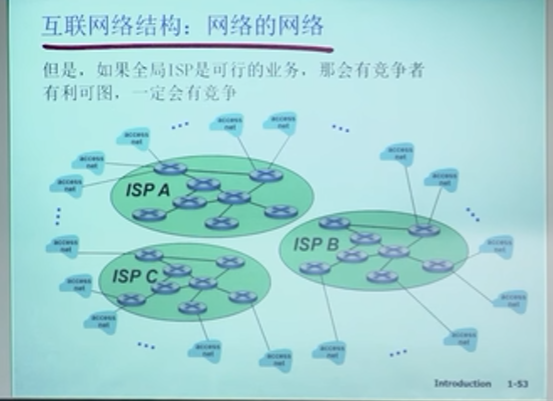 互联网络结构：网络的网络
但是，如果全局ISP是可行的业务，那会有竞争者
有利可图，一定会有竞争
access
net
access
net
access
net
access
net
access
net
access
net
access
net
ISP A
access
net
ISP B
access
net
access
net
ISP C
access
net
access
net
access
net
access
net
access
net
access
net
Introduction 1-53